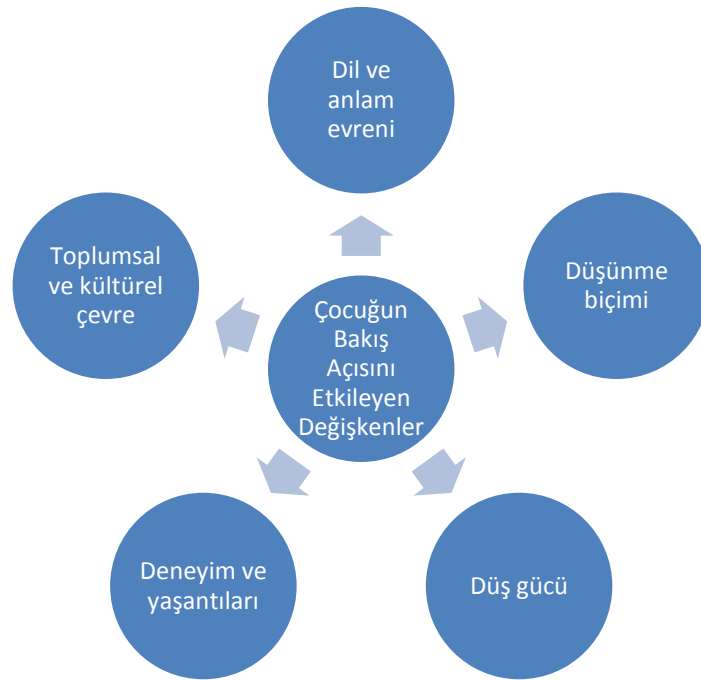 Dil ve
anlam
evreni
Toplumsal
ve kültürel
çevre
Düşünme
biçimi
Çocuğun
Bakış
Açısını
Etkileyen
Değişkenler
Deneyim ve
yaşantıları
Düş gücü